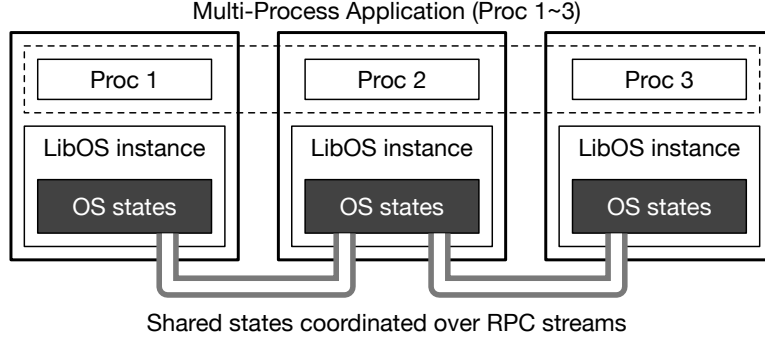 Multi-Process Application (Proc 1~3)
Proc 1
Proc 2
Proc 3
LibOS instance
LibOS instance
LibOS instance
OS states
OS states
OS states
Shared states coordinated over RPC streams